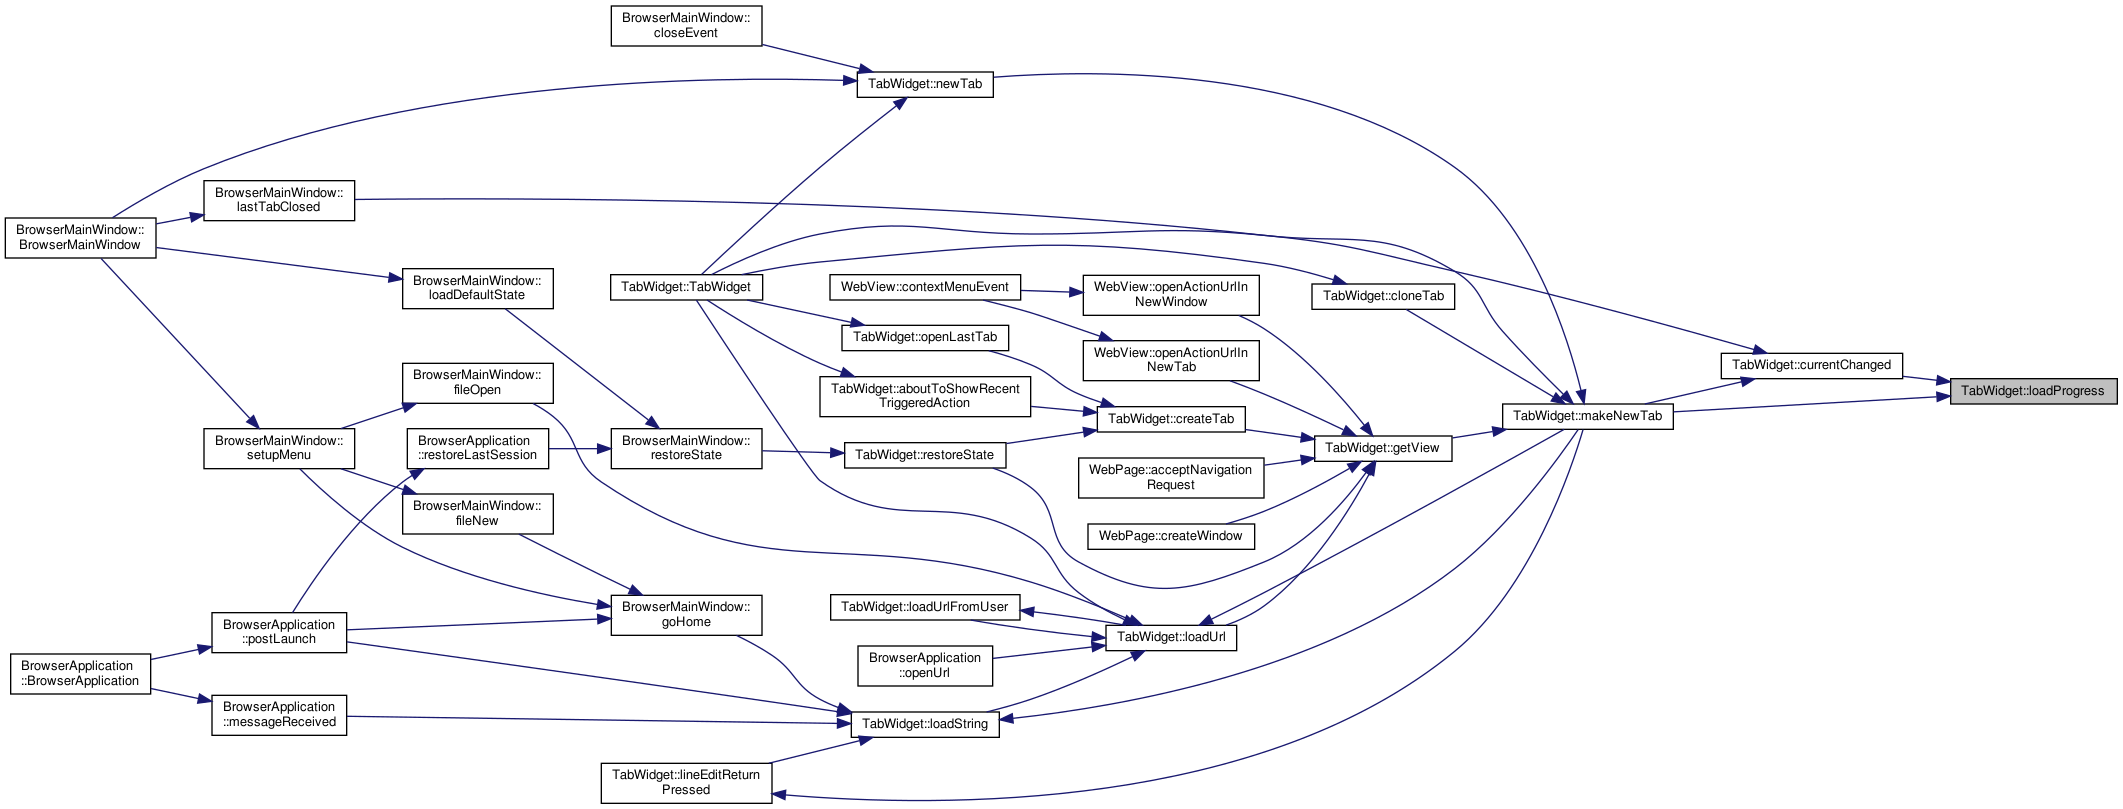 BrowserMainWindow::
closeEvent
TabWidget::newTab
BrowserMainWindow::
lastTabClosed
BrowserMainWindow::
BrowserMainWindow
BrowserMainWindow::
loadDefaultState
TabWidget::TabWidget
WebView::contextMenuEvent
WebView::openActionUrlIn
NewWindow
TabWidget::cloneTab
TabWidget::openLastTab
WebView::openActionUrlIn
NewTab
TabWidget::currentChanged
TabWidget::loadProgress
BrowserMainWindow::
fileOpen
TabWidget::aboutToShowRecent
TriggeredAction
TabWidget::createTab
TabWidget::makeNewTab
BrowserMainWindow::
setupMenu
BrowserApplication
::restoreLastSession
BrowserMainWindow::
restoreState
TabWidget::restoreState
TabWidget::getView
WebPage::acceptNavigation
Request
BrowserMainWindow::
fileNew
WebPage::createWindow
BrowserMainWindow::
goHome
TabWidget::loadUrlFromUser
TabWidget::loadUrl
BrowserApplication
::postLaunch
BrowserApplication
::openUrl
BrowserApplication
::BrowserApplication
BrowserApplication
::messageReceived
TabWidget::loadString
TabWidget::lineEditReturn
Pressed